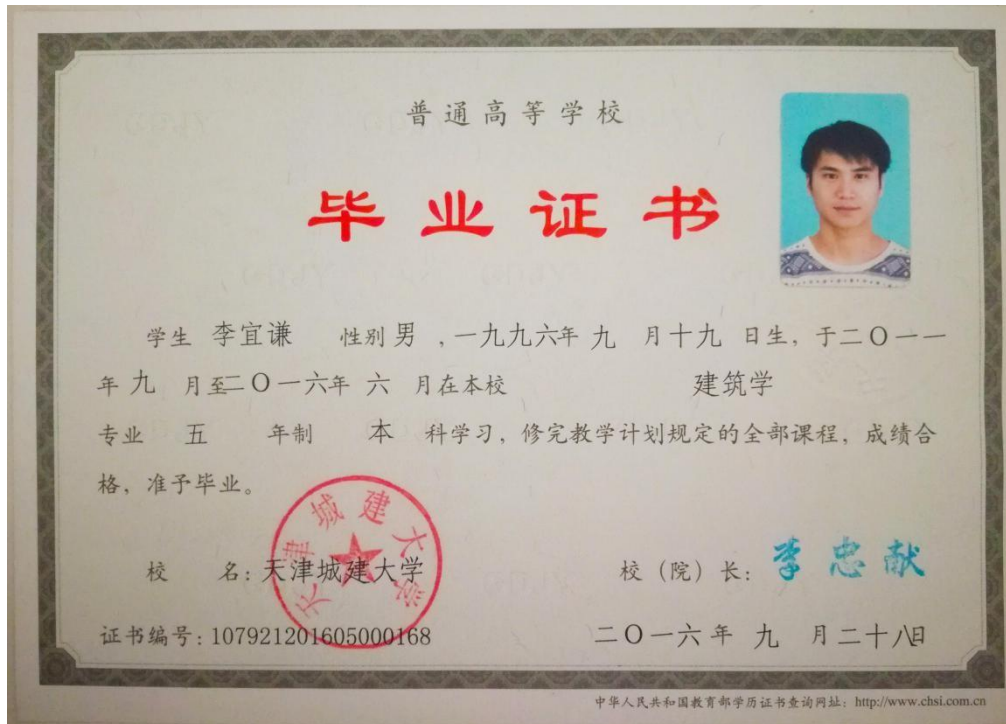 普通高等学校
毕业证书
学生 李宜谦 性别 男 ，一九九六年 九 月十九 日生，于二O一一
年 九 月至二O一六年 六 月在本校 建筑学
专业 五 年制 本 科学习，修完教学计划规定的全部课程，成绩合
格，准予毕业。
天津城建大学
校 名：天津城建大学 校（院）长：李忠献
证书编号：107921201605000168 二O一六年 九 月二十八日
中华人民共和国教育部学历证书查询网址：http://www.chsi.com.cn